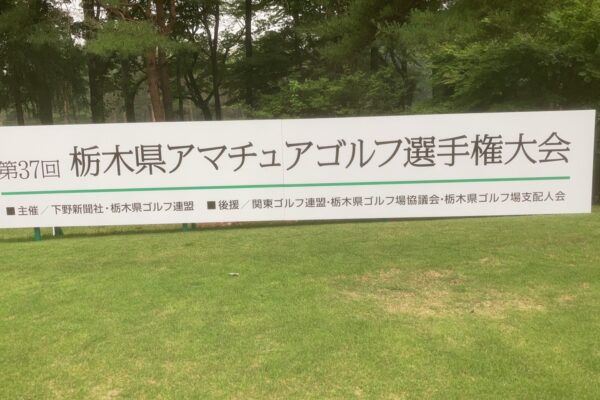 第37回 栃木県アマチュアゴルフ選手権大会
■主催／下野新聞社・栃木県ゴルフ連盟 ■後援／関東ゴルフ連盟・栃木県ゴルフ場協議会・栃木県ゴルフ場支配人会